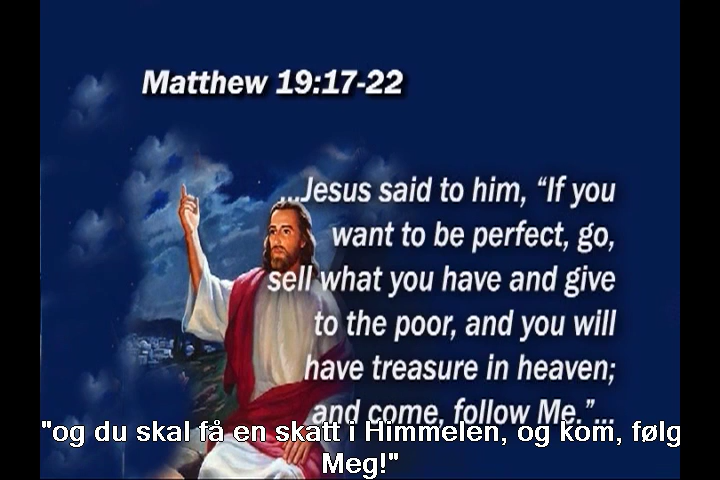 Matthew 19:17-22
...Jesus said to him, “If you
want to be perfect, go,
sell what you have and give
to the poor, and you will
have treasure in heaven;
and come, follow Me.”...
"og du skal få en skatt i Himmelen, og kom, følg
Meg!"